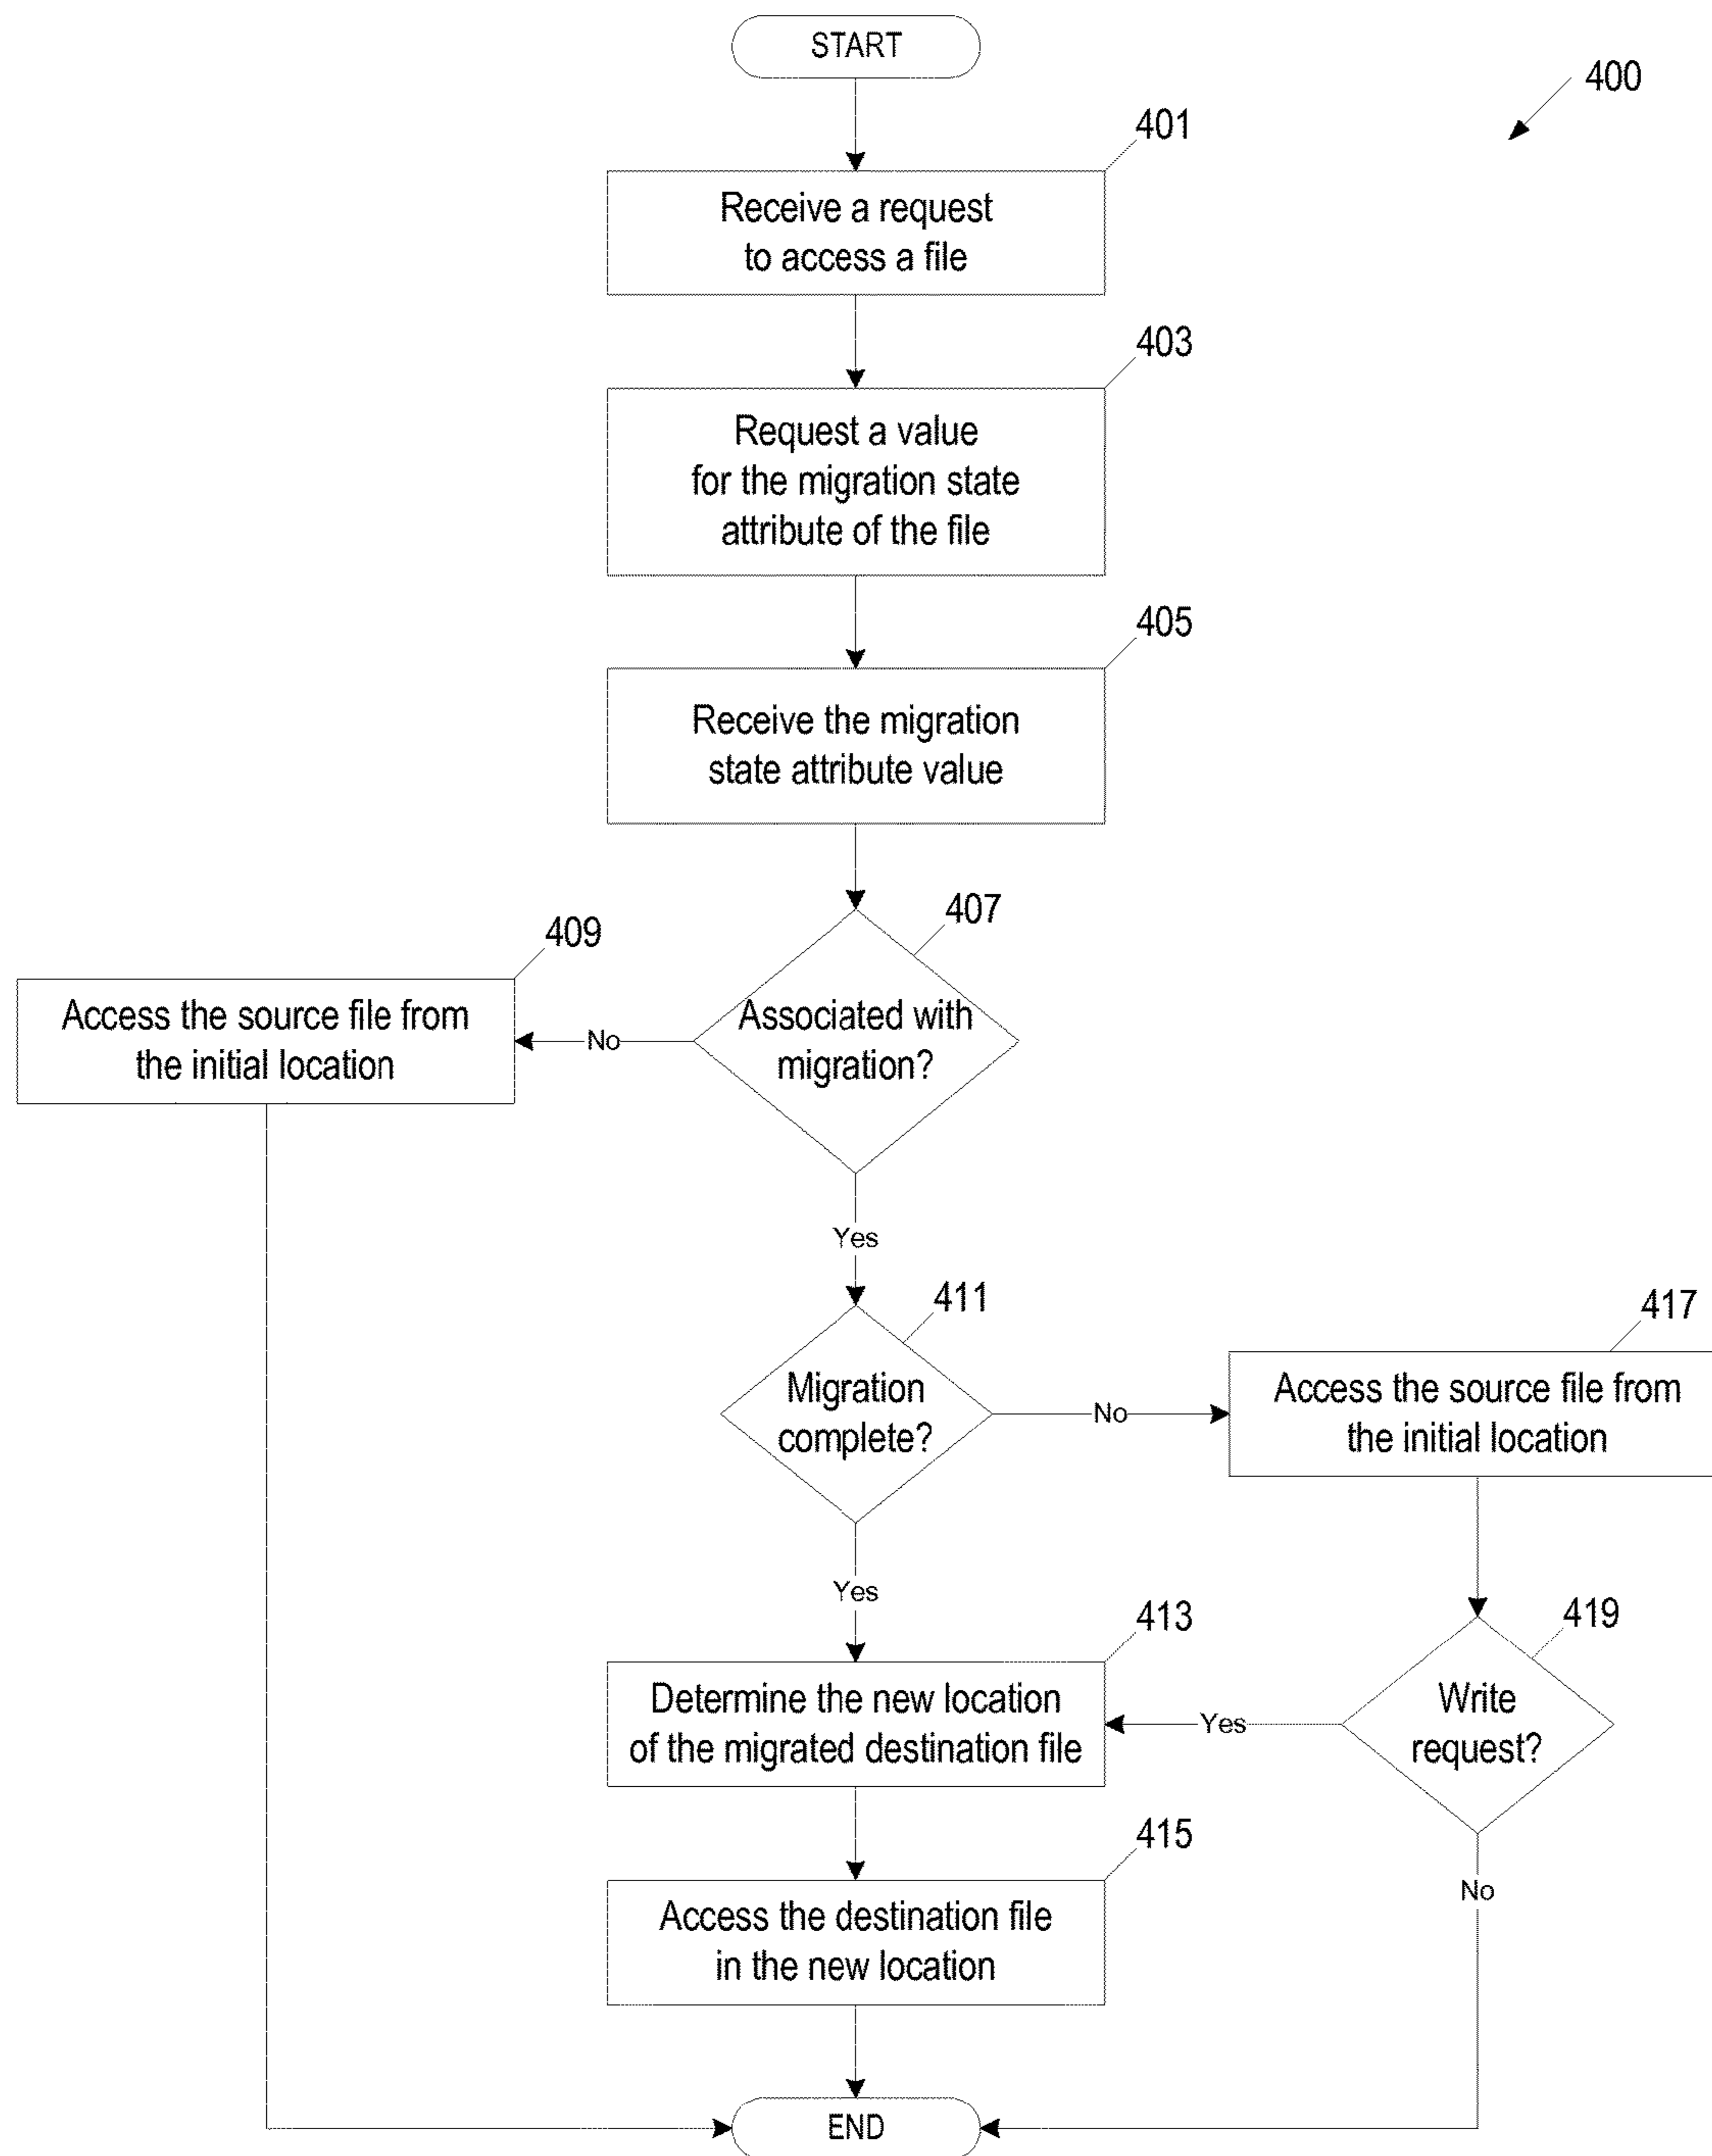 START
400
401
Receive a request
to access a file
403
Request a value
for the migration state
attribute of the file
405
Receive the migration
state attribute value
407
409
Associated with
migration?
Access the source file from
the initial location
No
Yes
411
417
Migration
complete?
No
Access the source file from
the initial location
Yes
413
419
Determine the new location
of the migrated destination file
Yes
Write
request?
415
Access the destination file
in the new location
No
END